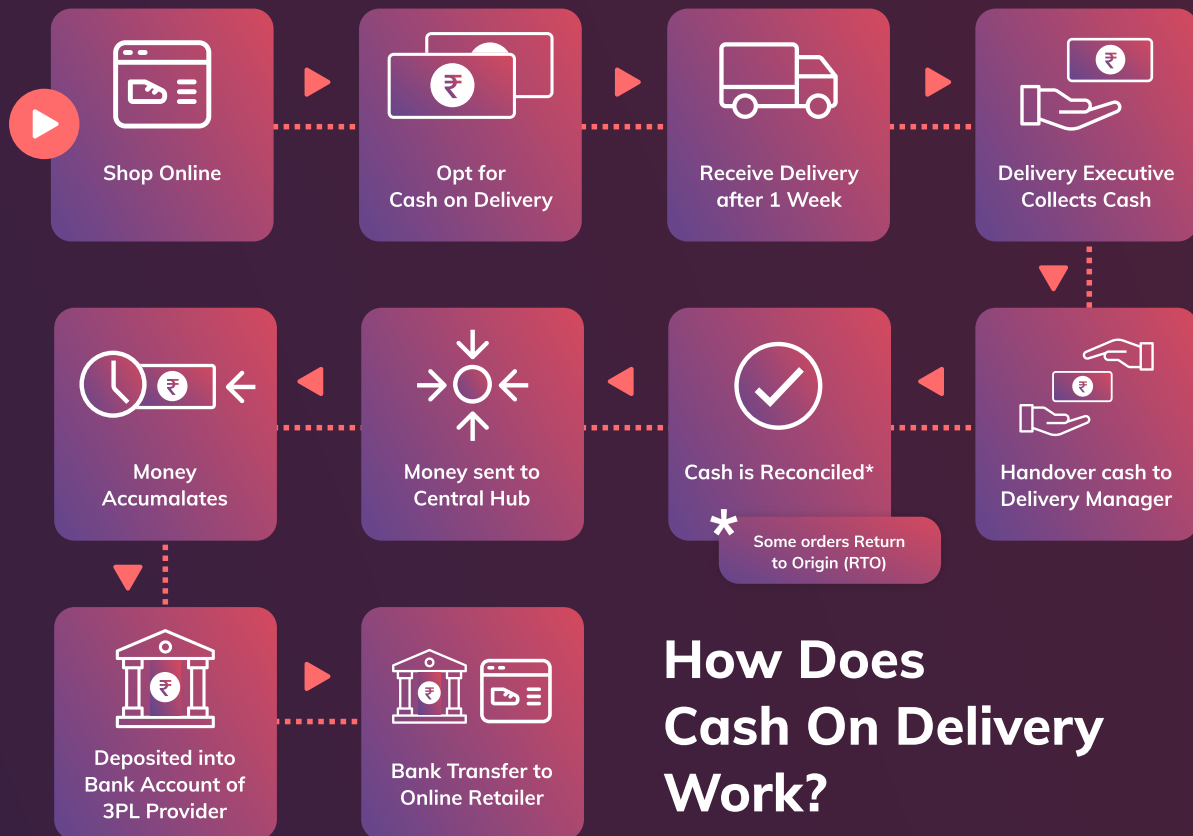 Shop Online
Opt for
Cash on Delivery
Receive Delivery
after 1 Week
Delivery Executive
Collects Cash
Handover cash to
Delivery Manager
Cash is Reconciled*
* Some orders Return
to Origin (RTO)
Money sent to
Central Hub
Money
Accumalates
Deposited into
Bank Account of
3PL Provider
Bank Transfer to
Online Retailer
How Does
Cash On Delivery
Work?